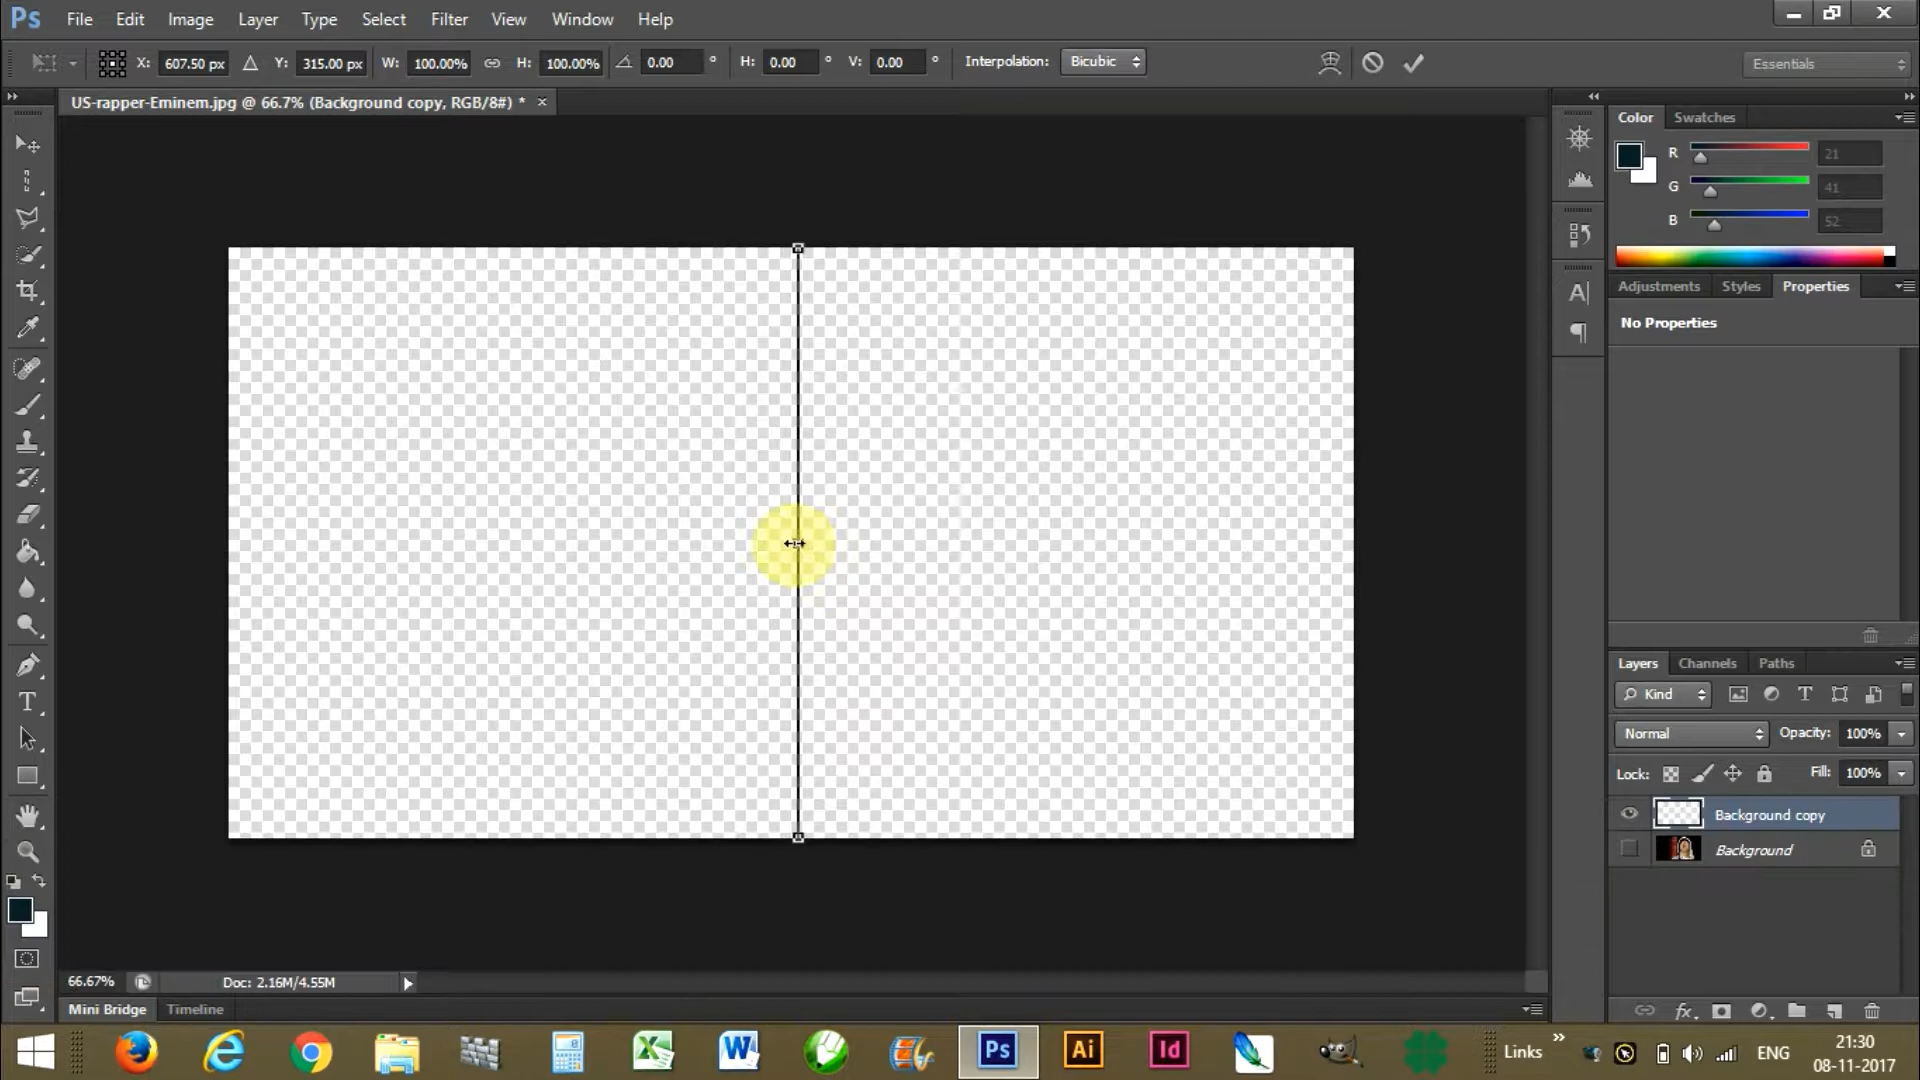 Ps File Edit Image Layer Type Select Filter View Window Help
X: 607.50 px Y: 315.00 px W: 100.00% H: 100.00% 0.00 ° H: 0.00 ° V: 0.00 ° Interpolation: Bicubic Essentials
US-rapper-Eminem.jpg @ 66.7% (Background copy, RGB/8#) * ×
Color Swatches
R 21
G 41
B 52
Adjustments Styles Properties
No Properties
A|
Layers Channels Paths
Kind
Normal Opacity: 100%
Lock: Fill: 100%
Background copy
Background
66.67% Doc: 2.16M/4.55M
fx
Mini Bridge Timeline
Ps Ai Id Links » ENG
21:30
08-11-2017